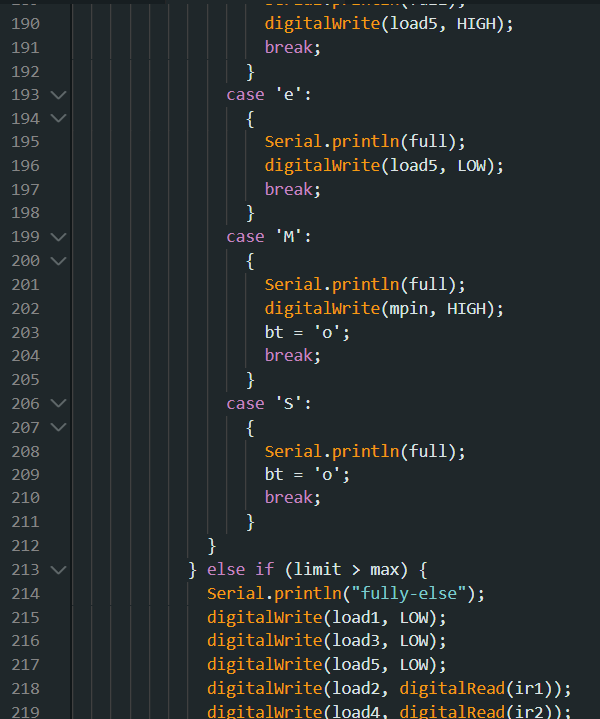 190 digitalWrite(load5, HIGH);
191 break;
192 }
193 case 'e':
194 {
195 Serial.println(full);
196 digitalWrite(load5, LOW);
197 break;
198 }
199 case 'M':
200 {
201 Serial.println(full);
202 digitalWrite(mpin, HIGH);
203 bt = 'o';
204 break;
205 }
206 case 'S':
207 {
208 Serial.println(full);
209 bt = 'o';
210 break;
211 }
212 }
213 } else if (limit > max) {
214 Serial.println("fully-else");
215 digitalWrite(load1, LOW);
216 digitalWrite(load3, LOW);
217 digitalWrite(load5, LOW);
218 digitalWrite(load2, digitalRead(ir1));
219 digitalWrite(load4, digitalRead(ir2));